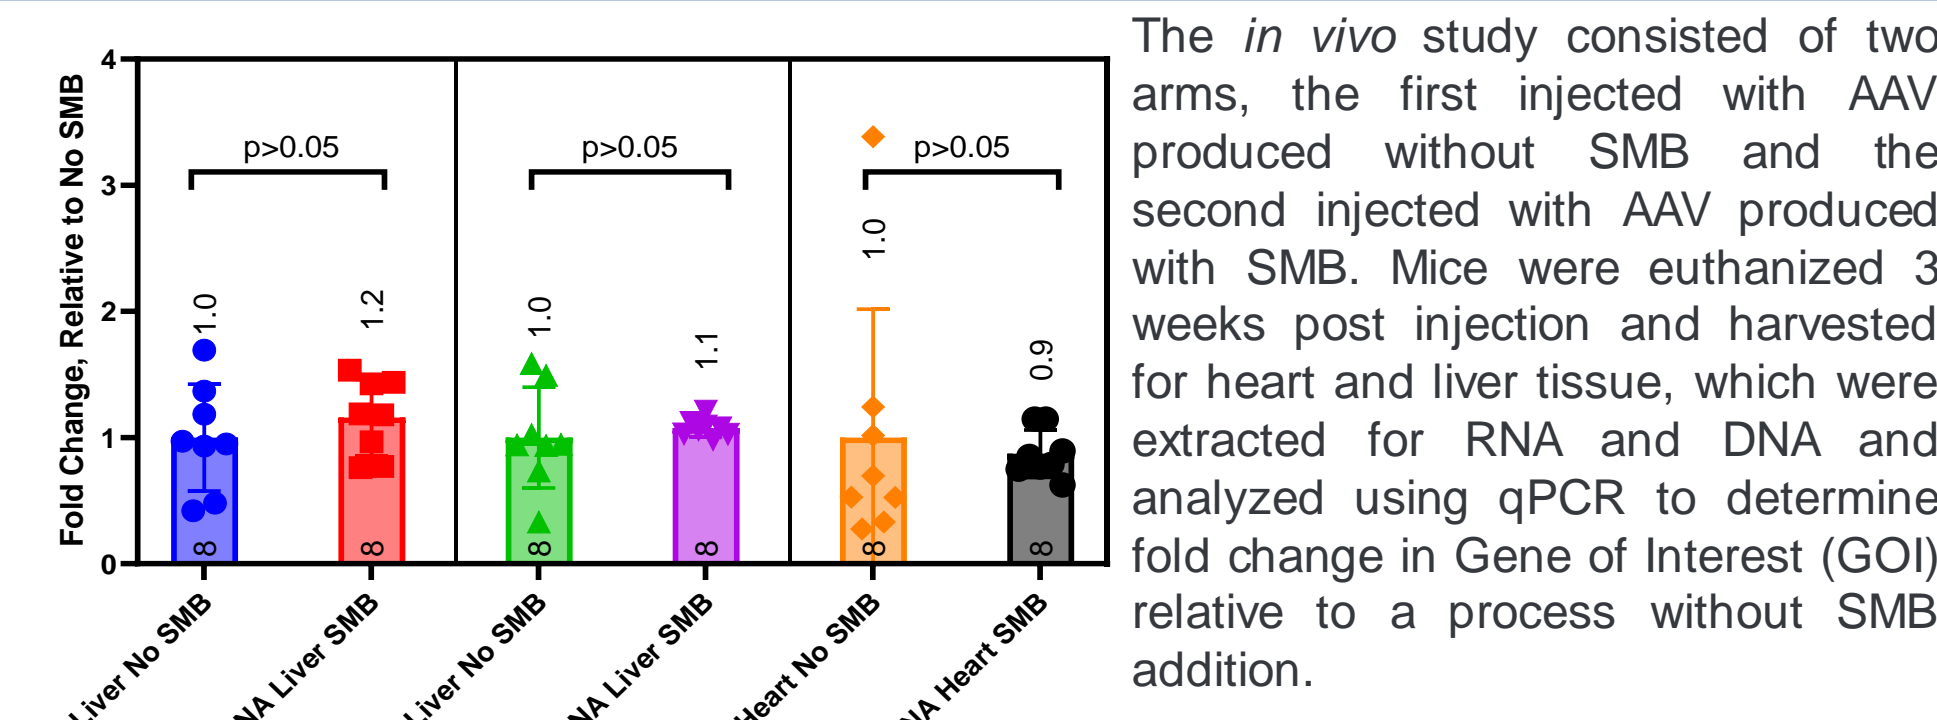 Fold Change, Relative to No SMB
4
3
2
1
0
p>0.05
p>0.05
p>0.05
1.0
1.2
1.0
1.1
1.0
0.9
8
8
8
8
8
8
Liver No SMB
NA Liver SMB
Liver No SMB
NA Liver SMB
Heart No SMB
NA Heart SMB
The in vivo study consisted of two
arms, the first injected with AAV
produced without SMB and the
second injected with AAV produced
with SMB. Mice were euthanized 3
weeks post injection and harvested
for heart and liver tissue, which were
extracted for RNA and DNA and
analyzed using qPCR to determine
fold change in Gene of Interest (GOI)
relative to a process without SMB
addition.